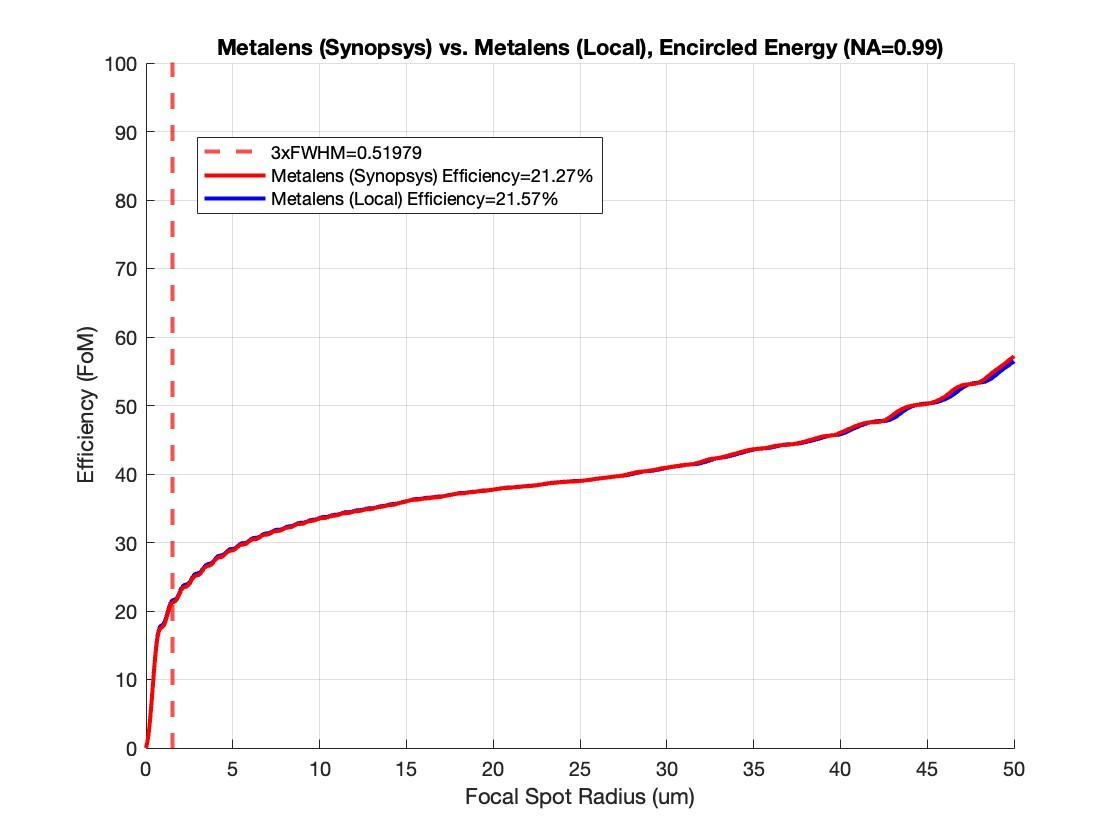 Metalens (Synopsys) vs. Metalens (Local), Encircled Energy (NA=0.99)
100
90
80
70
60
50
40
30
20
10
0
Efficiency (FoM)
3xFWHM=0.51979
Metalens (Synopsys) Efficiency=21.27%
Metalens (Local) Efficiency=21.57%
0 5 10 15 20 25 30 35 40 45 50
Focal Spot Radius (um)